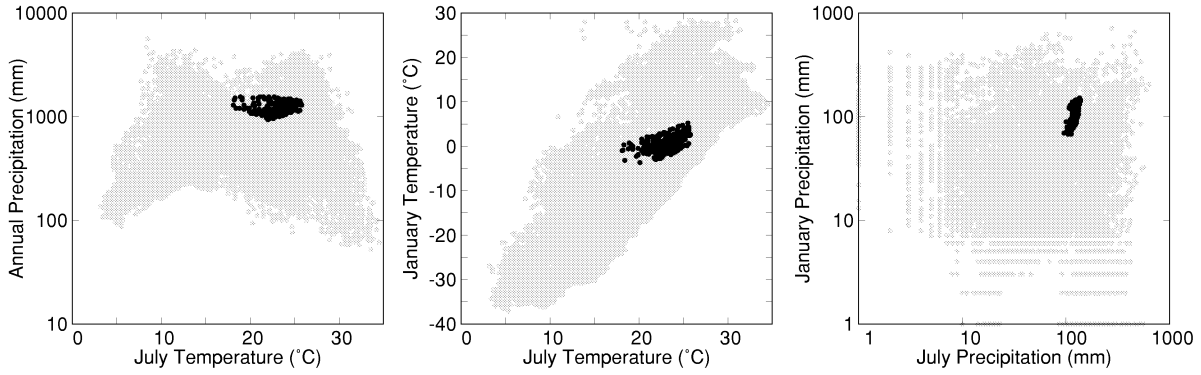 10000
1000
100
10
Annual Precipitation (mm)
0 10 20 30
July Temperature (˚C)
30
20
10
0
-10
-20
-30
-40
January Temperature (˚C)
0 10 20 30
July Temperature (˚C)
1000
100
10
1
January Precipitation (mm)
1 10 100 1000
July Precipitation (mm)